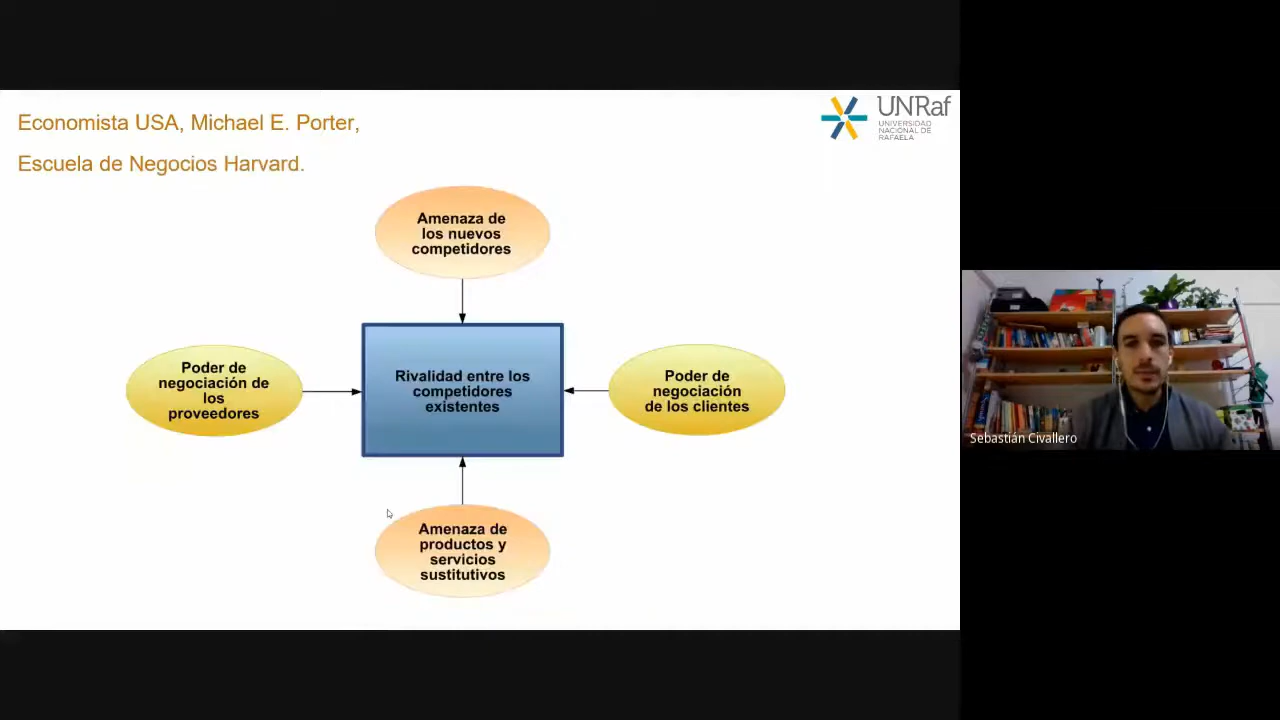 Economista USA, Michael E. Porter,
Escuela de Negocios Harvard.
UNRaf
UNIVERSIDAD
NACIONAL DE
RAFAELA
Amenaza de
los nuevos
competidores
Poder de
negociación de
los
proveedores
Rivalidad entre los
competidores
existentes
Poder de
negociación
de los clientes
Amenaza de
productos y
servicios
sustitutivos
Sebastián Civallero